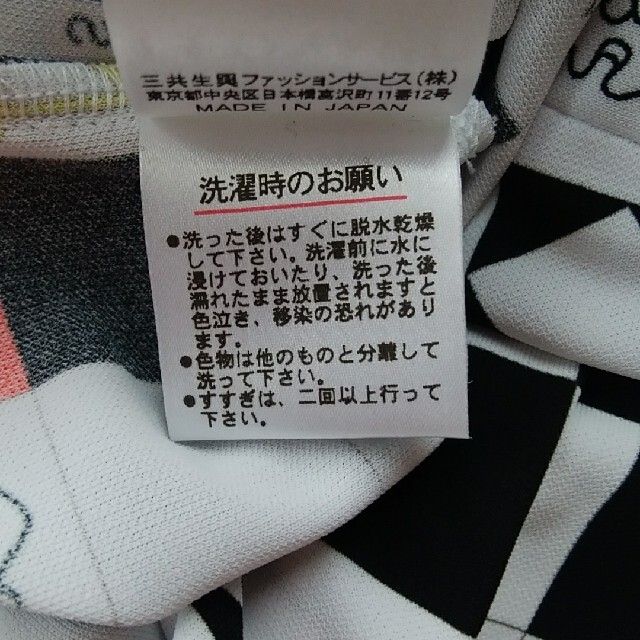 三共生興ファッションサービス(株)
東京都中央区日本橋富沢町11番12号
MADE IN JAPAN
洗濯時のお願い
●洗った後はすぐに脱水乾燥
して下さい。洗濯前に水に
浸けておいたり、洗った後
濡れたまま放置されますと
色泣き、移染の恐れがあり
ます。
●色物は他のものと分離して
洗って下さい。
●すすぎは、二回以上行って
下さい。